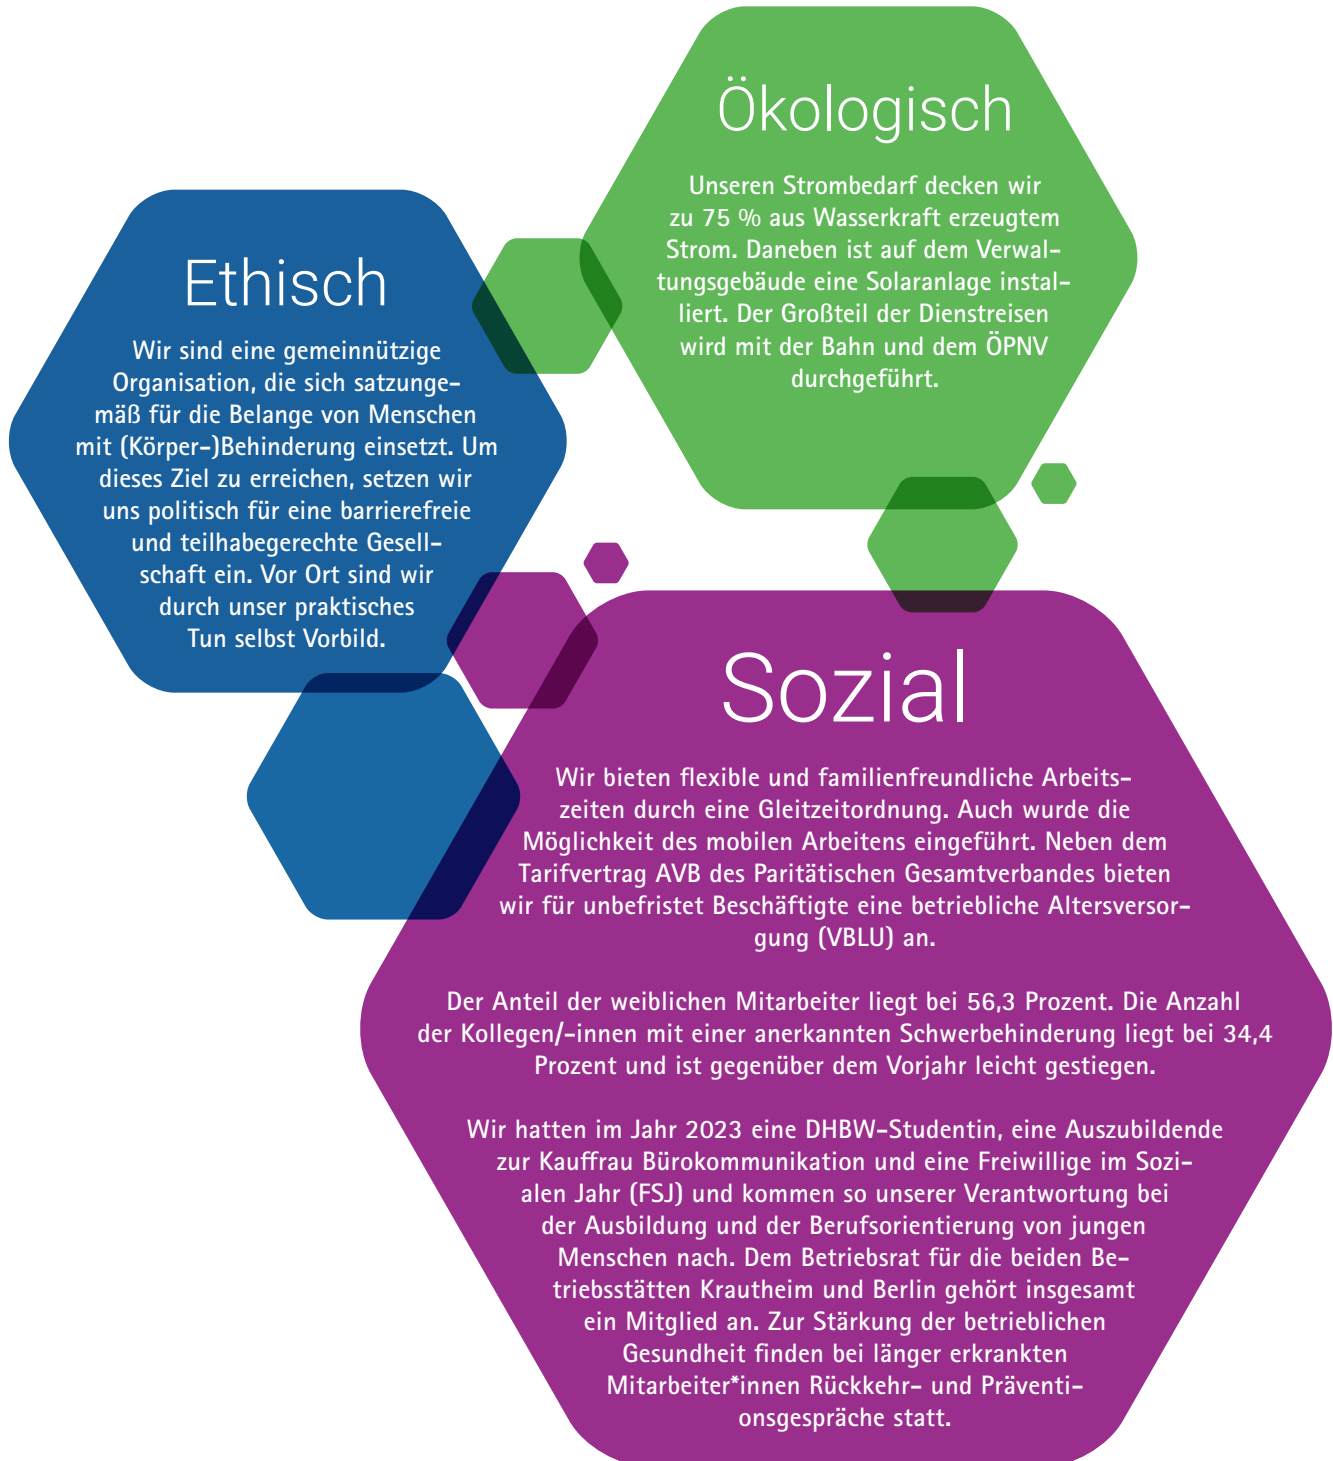 Ökologisch
Unseren Strombedarf decken wir
zu 75 % aus Wasserkraft erzeugtem
Strom. Daneben ist auf dem Verwal-
tungsgebäude eine Solaranlage instal-
liert. Der Großteil der Dienstreisen
wird mit der Bahn und dem ÖPNV
durchgeführt.
Ethisch
Wir sind eine gemeinnützige
Organisation, die sich satzunge-
mäß für die Belange von Menschen
mit (Körper-)Behinderung einsetzt. Um
dieses Ziel zu erreichen, setzen wir
uns politisch für eine barrierefreie
und teilhabegerechte Gesell-
schaft ein. Vor Ort sind wir
durch unser praktisches
Tun selbst Vorbild.
Sozial
Wir bieten flexible und familienfreundliche Arbeits-
zeiten durch eine Gleitzeitordnung. Auch wurde die
Möglichkeit des mobilen Arbeitens eingeführt. Neben dem
Tarifvertrag AVB des Paritätischen Gesamtverbandes bieten
wir für unbefristet Beschäftigte eine betriebliche Altersversor-
gung (VBLU) an.
Der Anteil der weiblichen Mitarbeiter liegt bei 56,3 Prozent. Die Anzahl
der Kollegen/-innen mit einer anerkannten Schwerbehinderung liegt bei 34,4
Prozent und ist gegenüber dem Vorjahr leicht gestiegen.
Wir hatten im Jahr 2023 eine DHBW-Studentin, eine Auszubildende
zur Kauffrau Bürokommunikation und eine Freiwillige im Sozi-
alen Jahr (FSJ) und kommen so unserer Verantwortung bei
der Ausbildung und der Berufsorientierung von jungen
Menschen nach. Dem Betriebsrat für die beiden Be-
triebsstätten Krautheim und Berlin gehört insgesamt
ein Mitglied an. Zur Stärkung der betrieblichen
Gesundheit finden bei länger erkrankten
Mitarbeiter*innen Rückkehr- und Präventi-
onsgespräche statt.